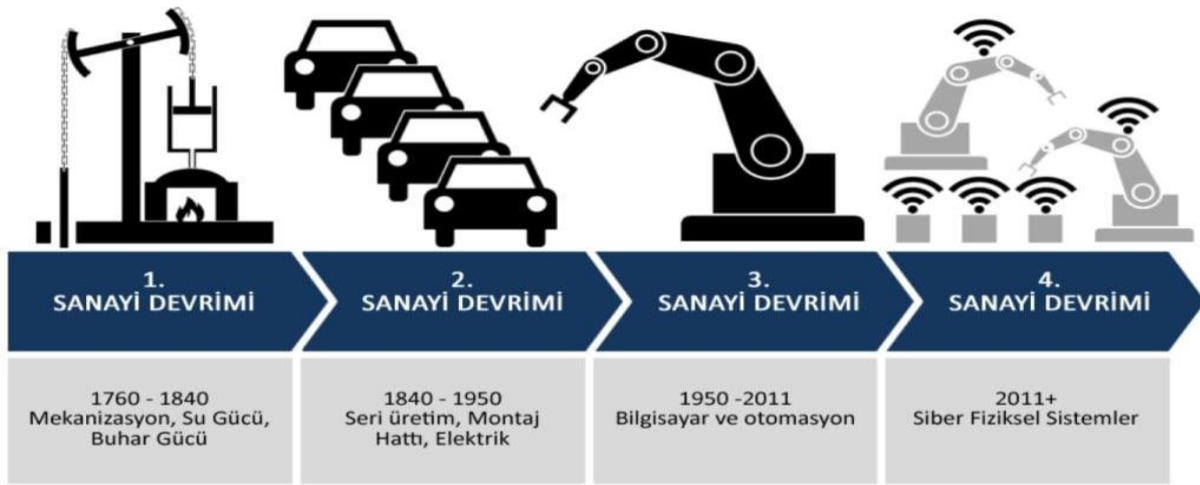 1.
SANAYİ DEVRİMİ
2.
SANAYİ DEVRİMİ
3.
SANAYİ DEVRİMİ
4.
SANAYİ DEVRİMİ
1760 - 1840
Mekanizasyon, Su Gücü,
Buhar Gücü
1840 - 1950
Seri üretim, Montaj
Hattı, Elektrik
1950 -2011
Bilgisayar ve otomasyon
2011+
Siber Fiziksel Sistemler